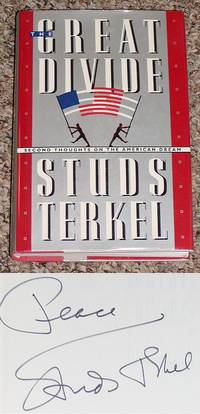 THE
GREAT
DIVIDE
SECOND THOUGHTS ON THE AMERICAN DREAM
STUDS
TERKEL
Peace,
Studs Terkel